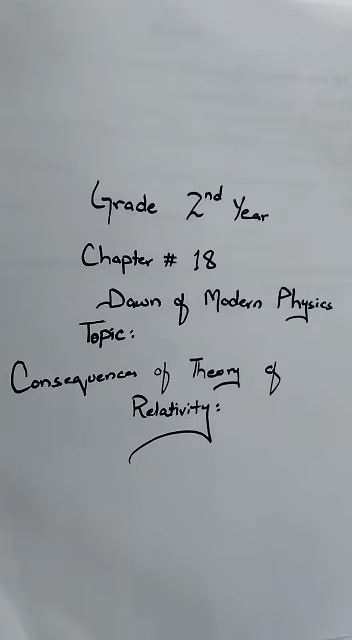 Grade 2nd Year
Chapter # 18
Dawn of Modern Physics
Topic:
Consequences of Theory of
Relativity: